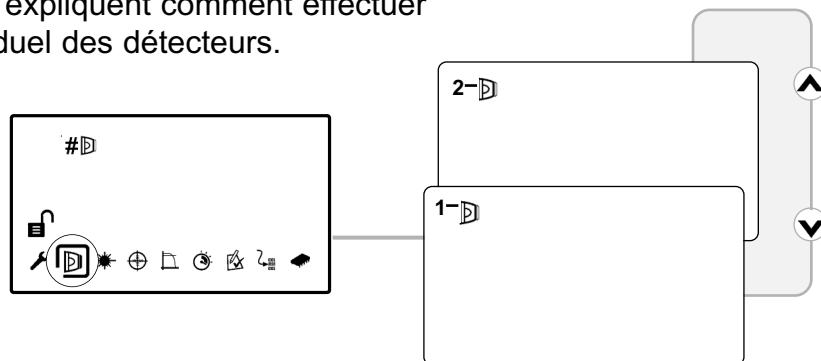 expliquent comment effectuer
duel des détecteurs.
2-
#
1-